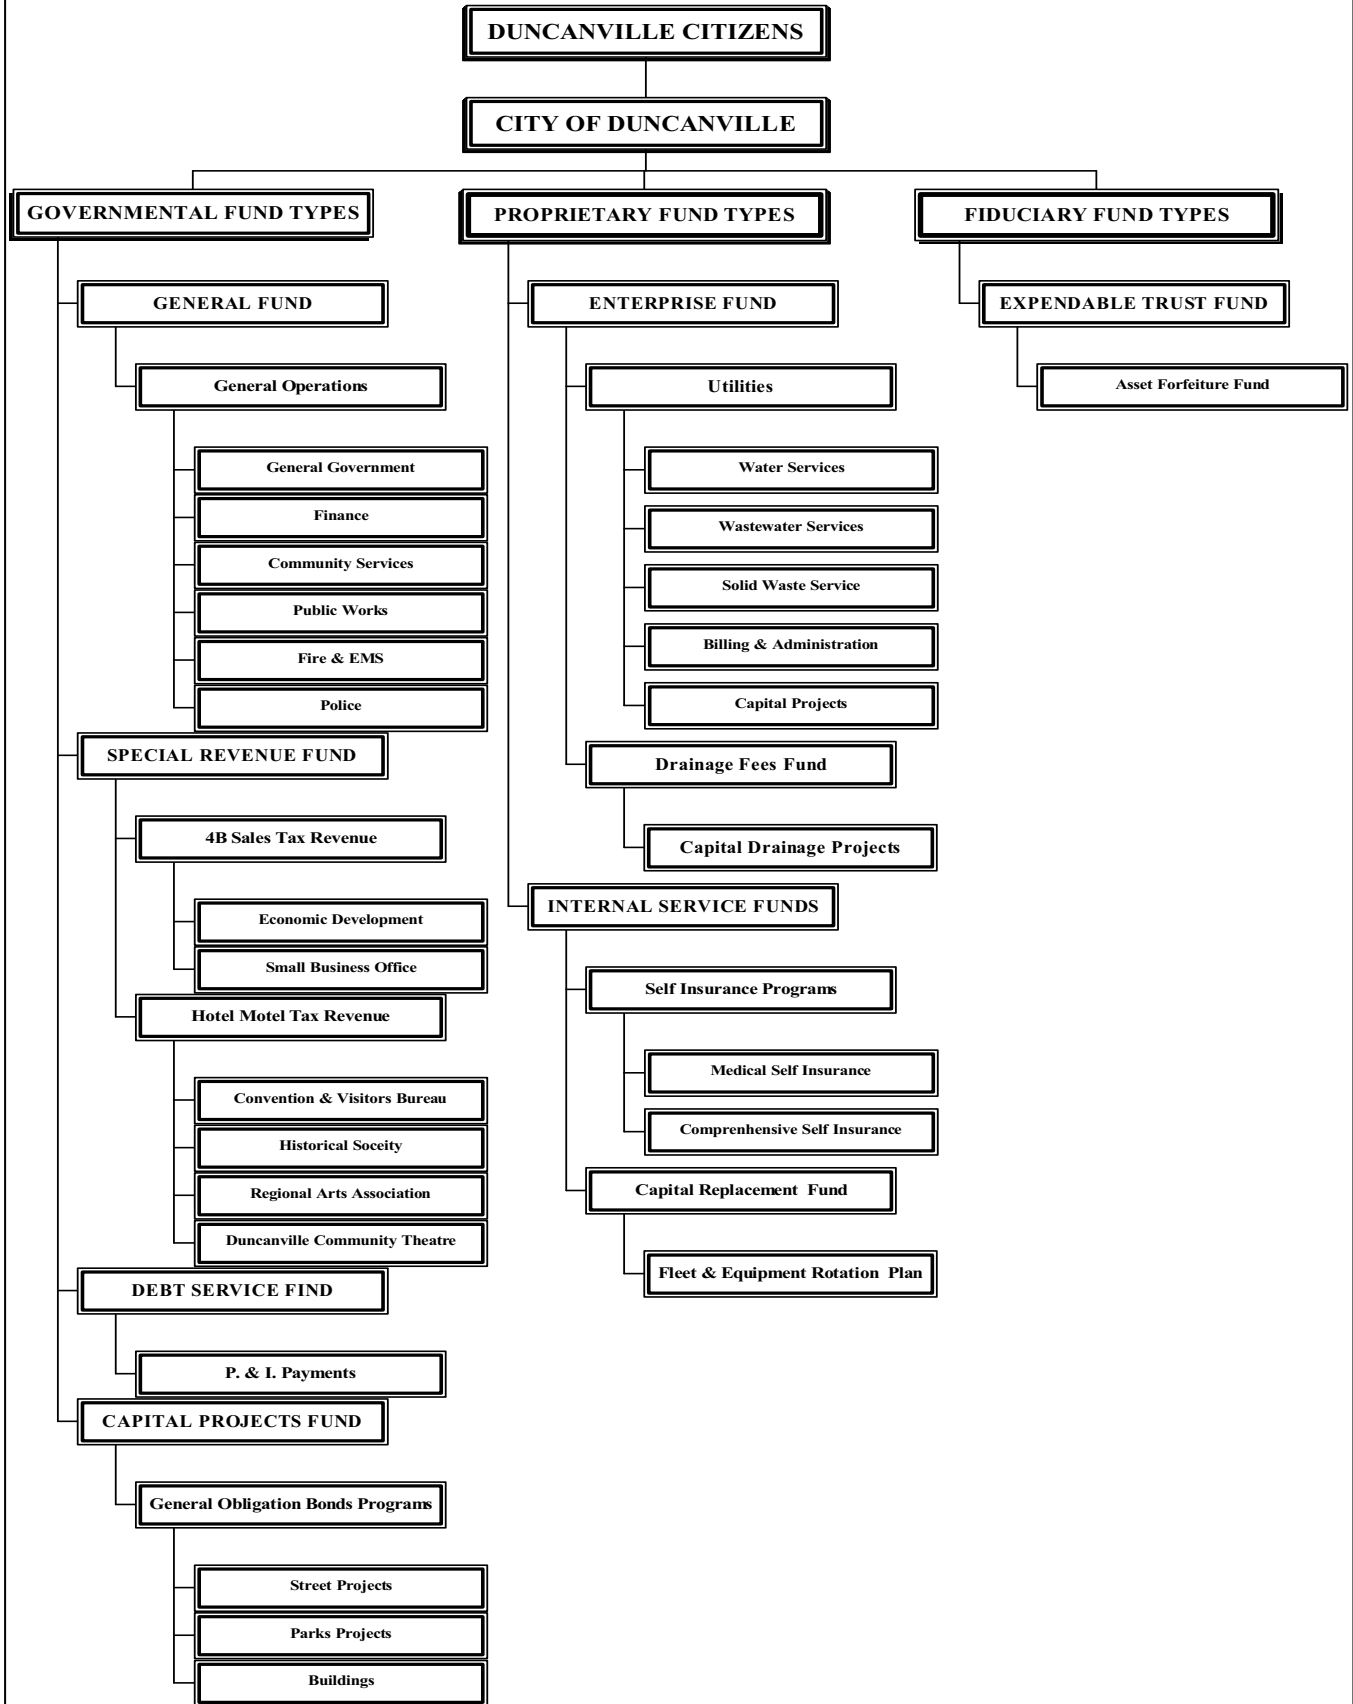 DUNCANVILLE CITIZENS
CITY OF DUNCANVILLE
GOVERNMENTAL FUND TYPES
GENERAL FUND
General Operations
General Government
Finance
Community Services
Public Works
Fire & EMS
Police
SPECIAL REVENUE FUND
4B Sales Tax Revenue
Economic Development
Small Business Office
Hotel Motel Tax Revenue
Convention & Visitors Bureau
Historical Soceity
Regional Arts Association
Duncanville Community Theatre
DEBT SERVICE FIND
P. & I. Payments
CAPITAL PROJECTS FUND
General Obligation Bonds Programs
Street Projects
Parks Projects
Buildings
PROPRIETARY FUND TYPES
ENTERPRISE FUND
Utilities
Water Services
Wastewater Services
Solid Waste Service
Billing & Administration
Capital Projects
Drainage Fees Fund
Capital Drainage Projects
INTERNAL SERVICE FUNDS
Self Insurance Programs
Medical Self Insurance
Comprenhensive Self Insurance
Capital Replacement Fund
Fleet & Equipment Rotation Plan
FIDUCIARY FUND TYPES
EXPENDABLE TRUST FUND
Asset Forfeiture Fund